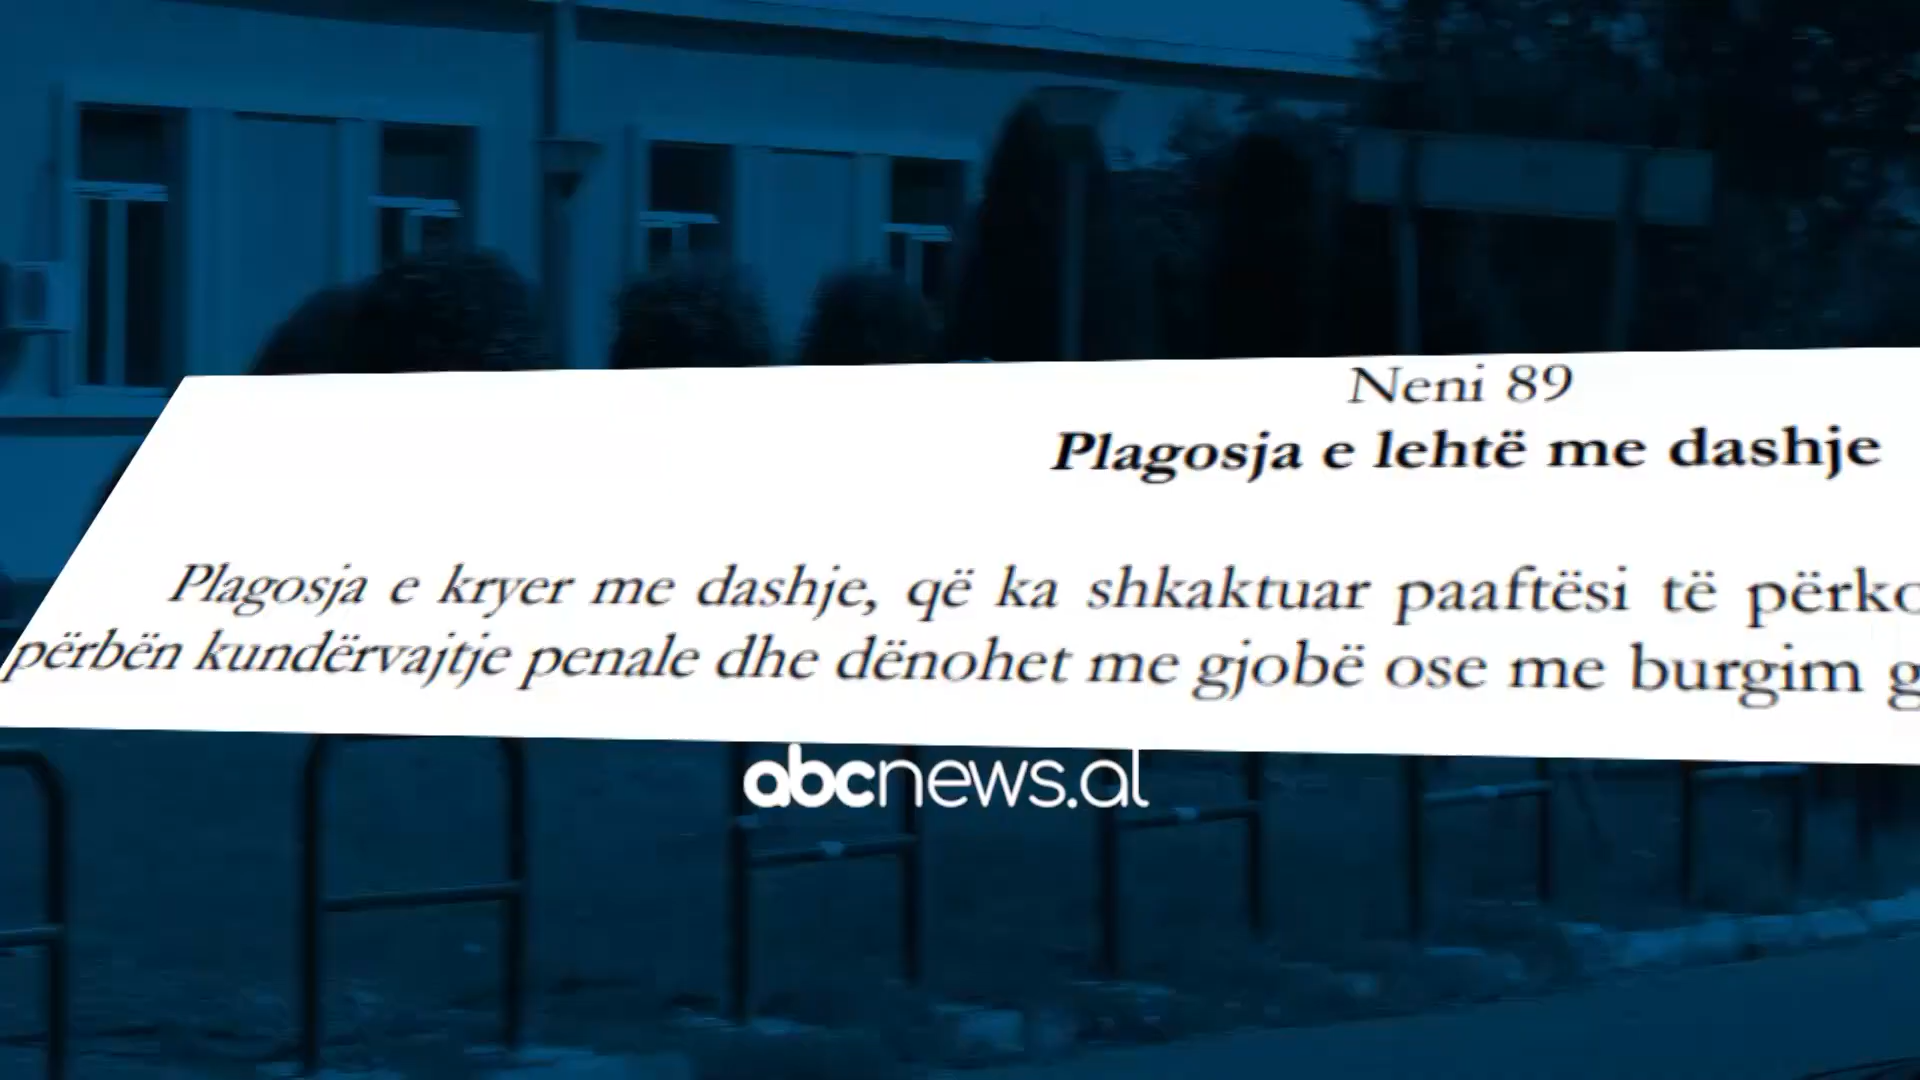 Neni 89
Plagosja e lehtë me dashje
Plagosja e kryer me dashje, që ka shkaktuar paaftësi të
përbën kundërvajtje penale dhe dënohet me gjobë ose me burgim
abcnews.al